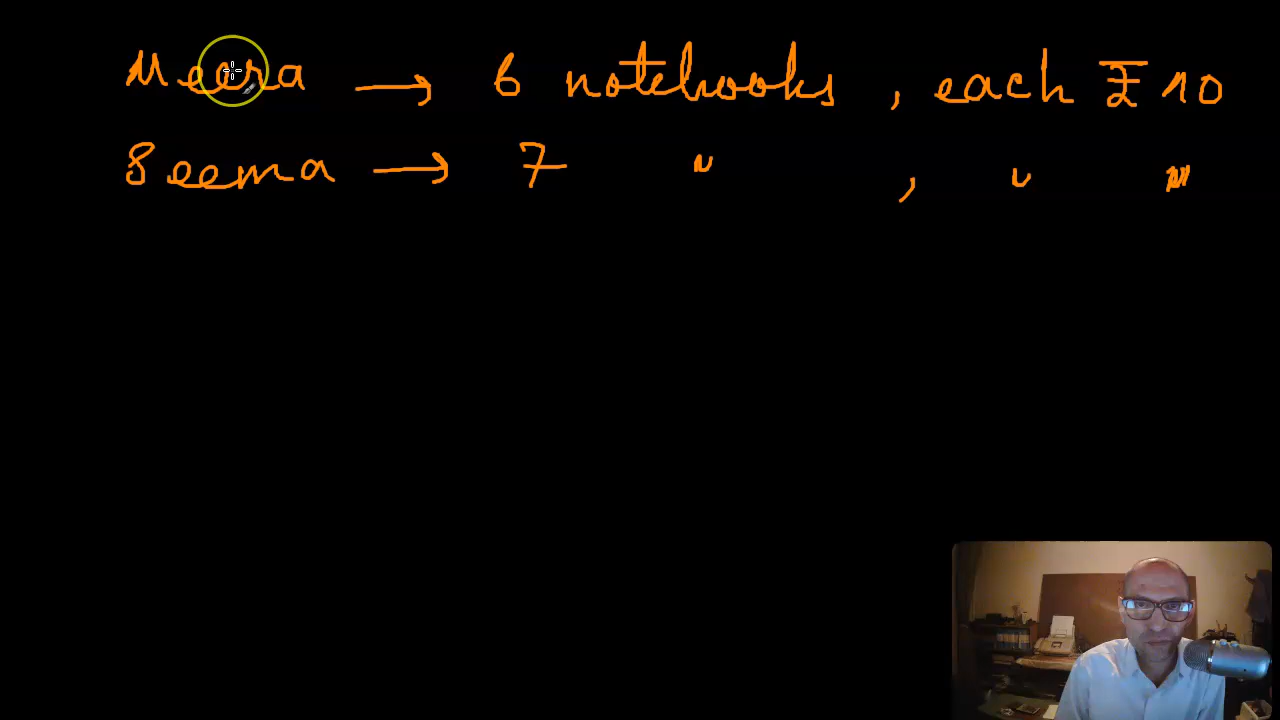 Meera → 6 notebooks, each ₹ 10
Seema → 7 " , " "